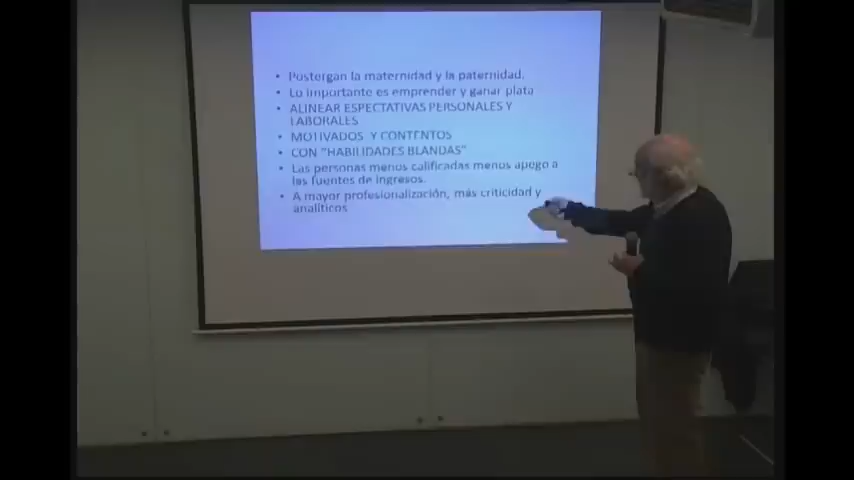 • Postergan la maternidad y la paternidad.
• Lo importante es emprender y ganar plata
• ALINEAR ESPECTATIVAS PERSONALES Y
LABORALES
• MOTIVADOS Y CONTENTOS
• CON "HABILIDADES BLANDAS"
• Las personas menos calificadas menos apego a
las fuentes de ingresos.
• A mayor profesionalización, más criticidad y
analíticos